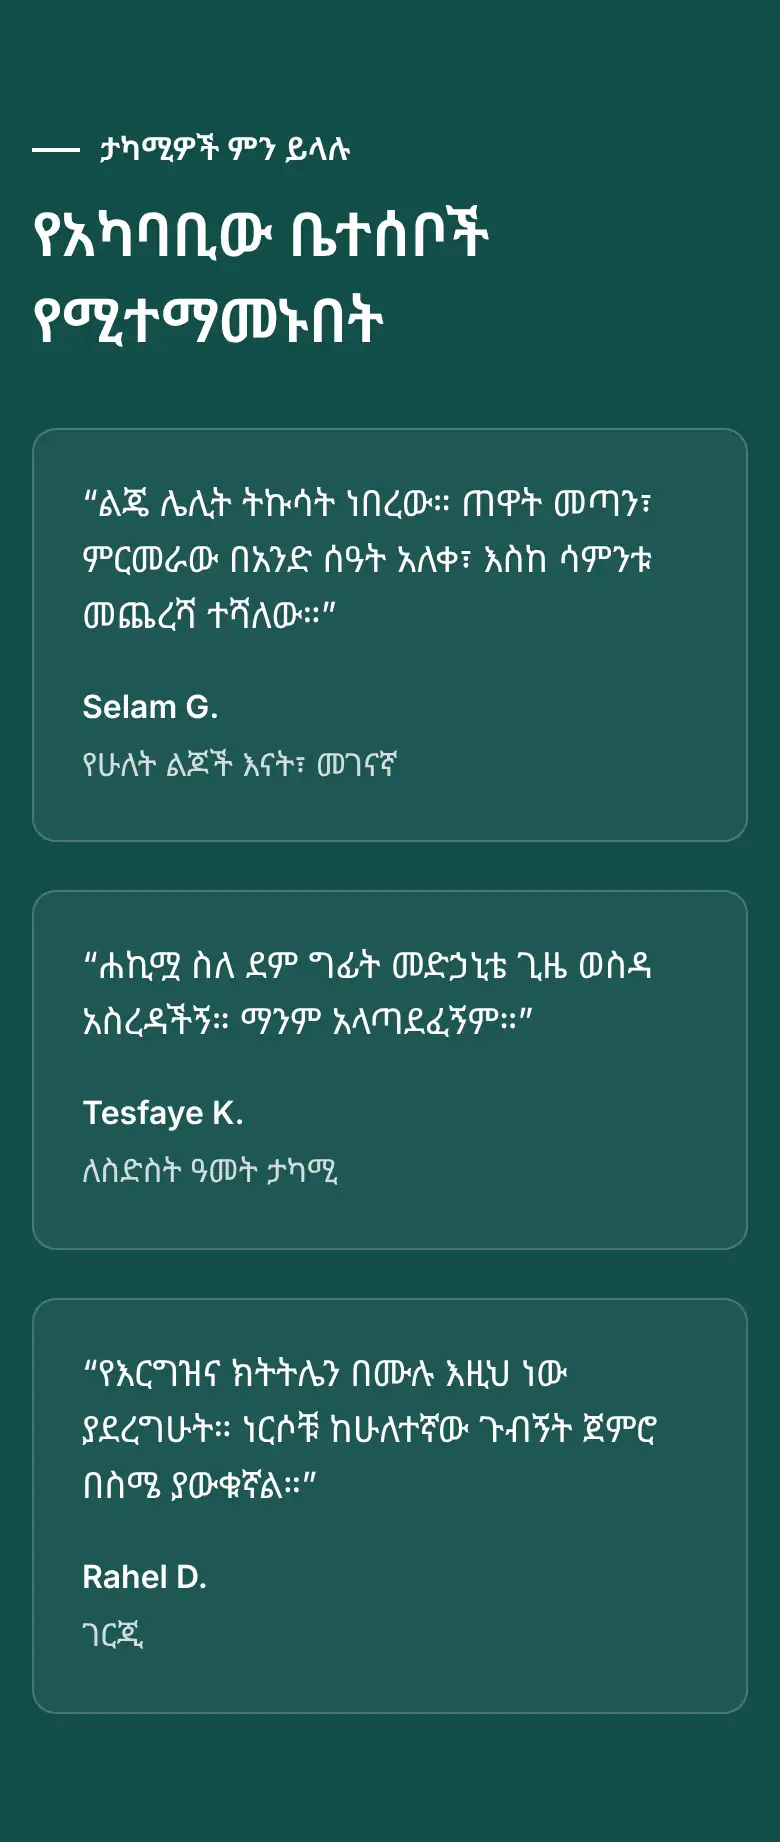 ታካሚዎች ምን ይላሉ
የአካባቢው ቤተሰቦች
የሚተማመኑበት
“ልጄ ሌሊት ትኩሳት ነበረው። ጠዋት መጣን፣
ምርመራው በአንድ ሰዓት አለቀ፣ እስከ ሳምንቱ
መጨረሻ ተሻለው።”
Selam G.
የሁለት ልጆች እናት፣ መገናኛ
“ሐኪሟ ስለ ደም ግፊት መድኃኒቴ ጊዜ ወስዳ
አስረዳችኝ። ማንም አላጣደፈኝም።”
Tesfaye K.
ለስድስት ዓመት ታካሚ
“የእርግዝና ክትትሌን በሙሉ እዚህ ነው
ያደረግሁት። ነርሶቹ ከሁለተኛው ጉብኝት ጀምሮ
በስሜ ያውቁኛል።”
Rahel D.
ገርጂ